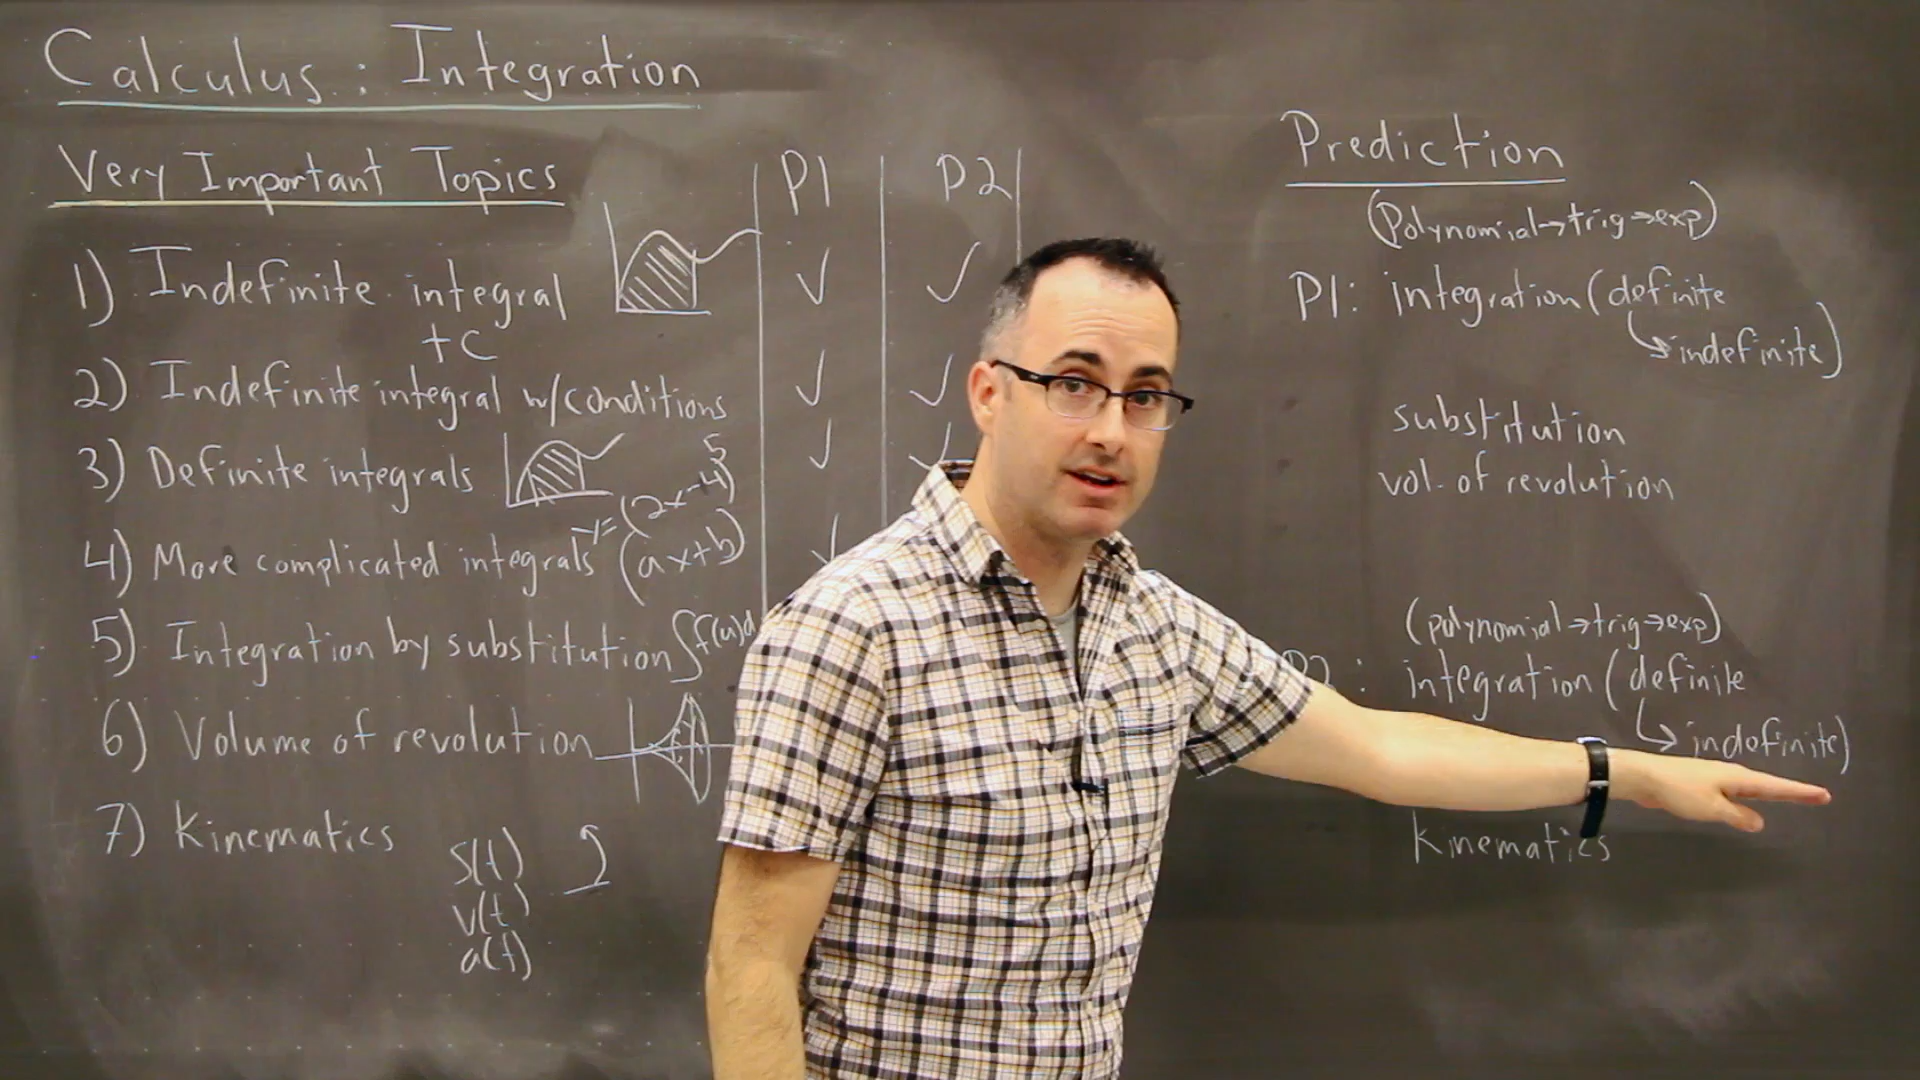 Calculus: Integration
Very Important Topics
P1 P2
1) Indefinite integral ✓ ✓
+C
2) Indefinite integral w/conditions ✓ ✓
3) Definite integrals ✓ ✓
y=(2x-4)5
4) More complicated integrals (ax+b) ✓
5) Integration by substitution ∫f(u)d
6) Volume of revolution
7) Kinematics
s(t)
v(t)
a(t)
Prediction
(Polynomial→trig→exp)
P1: integration (definite
↳indefinite)
substitution
vol. of revolution
(polynomial→trig→exp)
P2: integration (definite
↳ indefinite)
kinematics